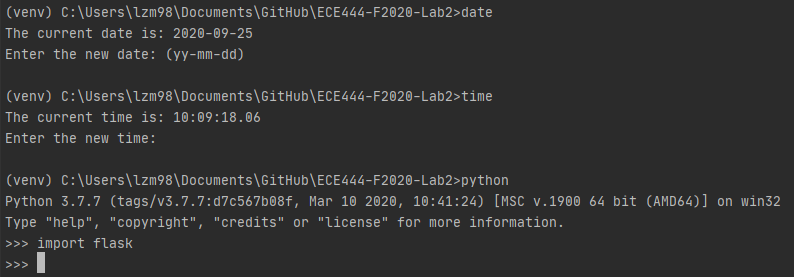 (venv) C:\Users\lzm98\Documents\GitHub\ECE444-F2020-Lab2>date
The current date is: 2020-09-25
Enter the new date: (yy-mm-dd)
(venv) C:\Users\lzm98\Documents\GitHub\ECE444-F2020-Lab2>time
The current time is: 10:09:18.06
Enter the new time:
(venv) C:\Users\lzm98\Documents\GitHub\ECE444-F2020-Lab2>python
Python 3.7.7 (tags/v3.7.7:d7c567b08f, Mar 10 2020, 10:41:24) [MSC v.1900 64 bit (AMD64)] on win32
Type "help", "copyright", "credits" or "license" for more information.
>>> import flask
>>>